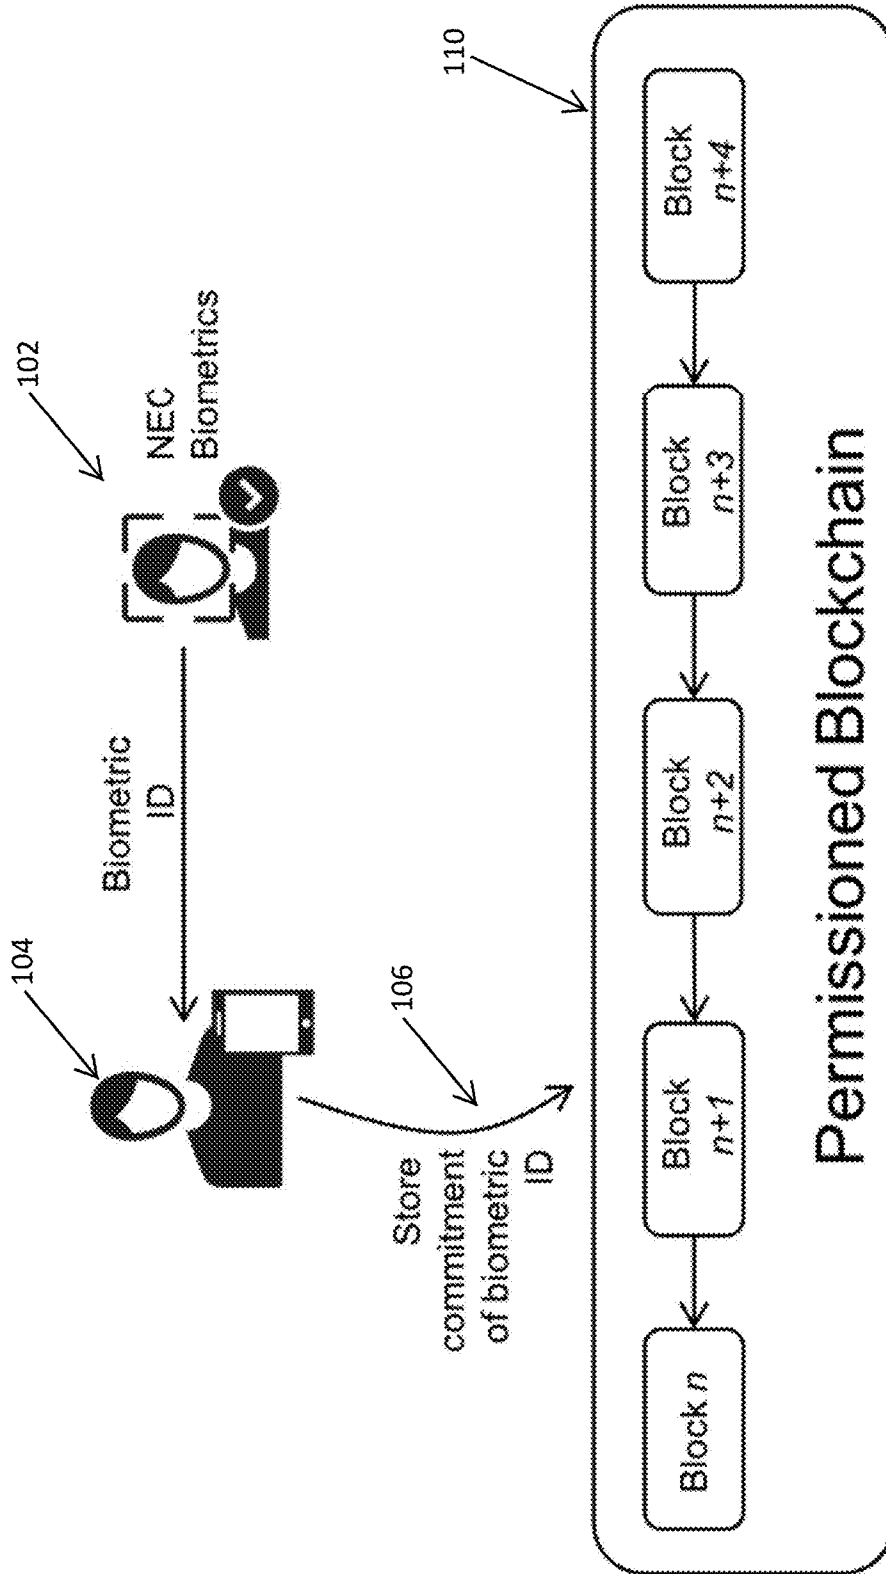 102
NEC
Biometrics
Biometric
ID
104
106
Store
commitment
of biometric
ID
110
Block n
Block
n+1
Block
n+2
Block
n+3
Block
n+4
Permissioned Blockchain